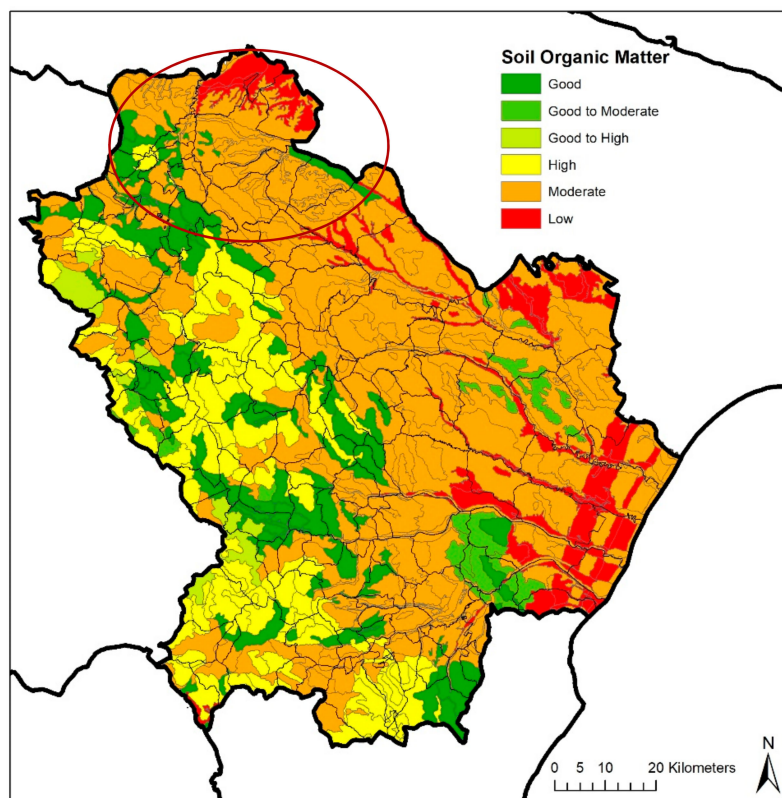 Soil Organic Matter
Good
Good to Moderate
Good to High
High
Moderate
Low
N
0 5 10 20 Kilometers